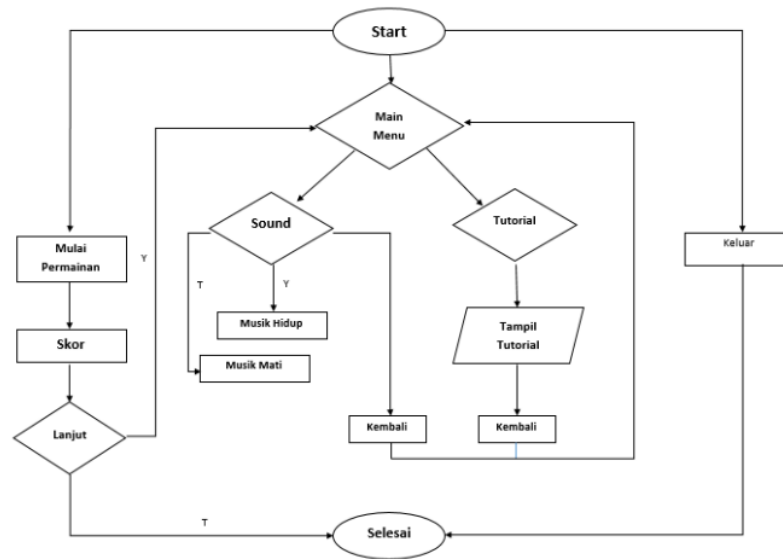 Start
Main
Menu
Sound
Tutorial
Mulai
Permainan
Y
Keluar
T
Y
Musik Hidup
Tampil
Tutorial
Skor
Musik Mati
Lanjut
Kembali
Kembali
T
Selesai